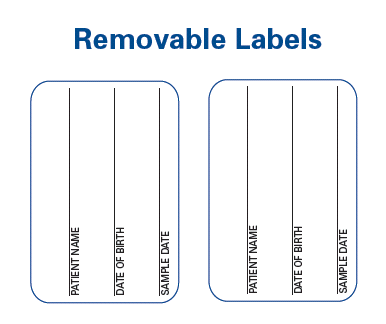 Removable Labels
PATIENT NAME
DATE OF BIRTH
SAMPLE DATE
PATIENT NAME
DATE OF BIRTH
SAMPLE DATE